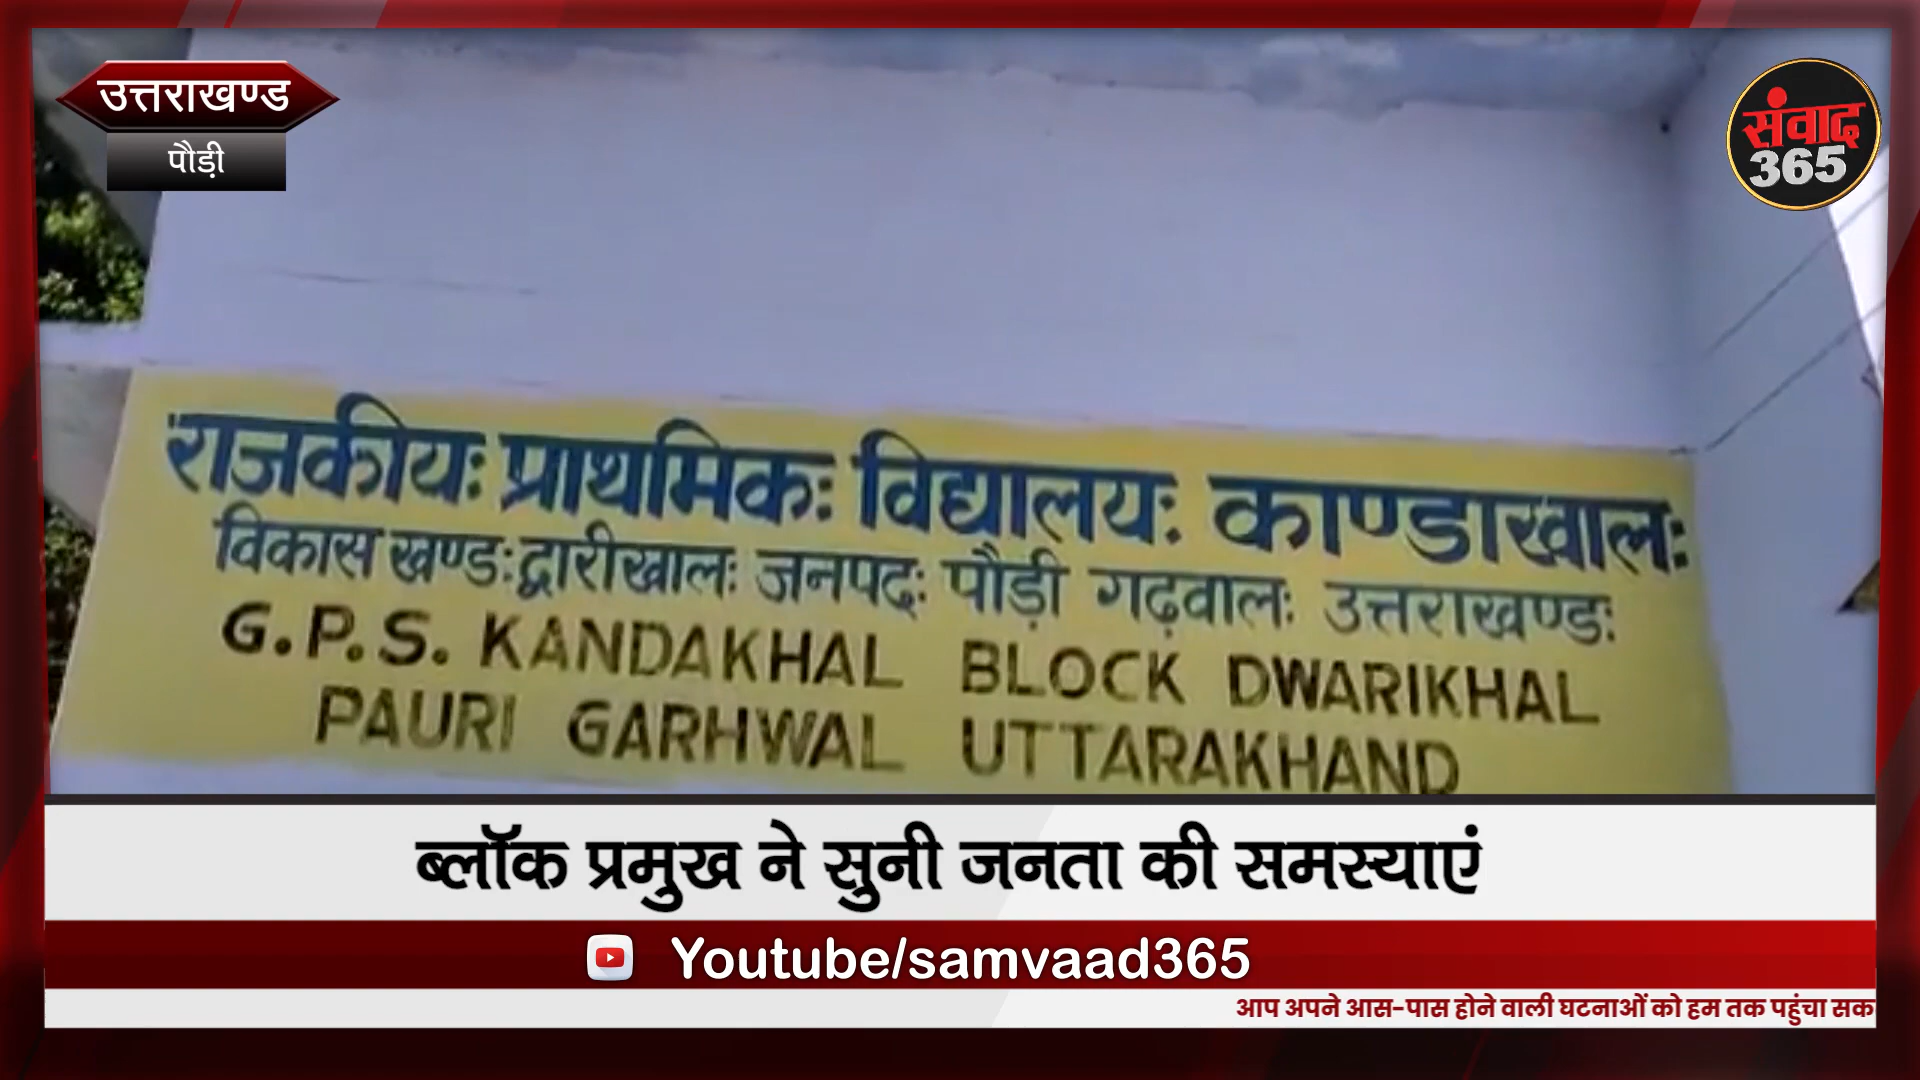 उत्तराखण्ड
पौड़ी
संवाद
365
राजकीयः प्राथमिकः विद्यालयः काण्डाखालः
विकास खण्डःद्वारीखालः जनपदः पौड़ी गढ़वालः उत्तराखण्डः
G.P.S. KANDAKHAL BLOCK DWARIKHAL
PAURI GARHWAL UTTARAKHAND
ब्लॉक प्रमुख ने सुनी जनता की समस्याएं
Youtube/samvaad365
आप अपने आस-पास होने वाली घटनाओं को हम तक पहुंचा सक